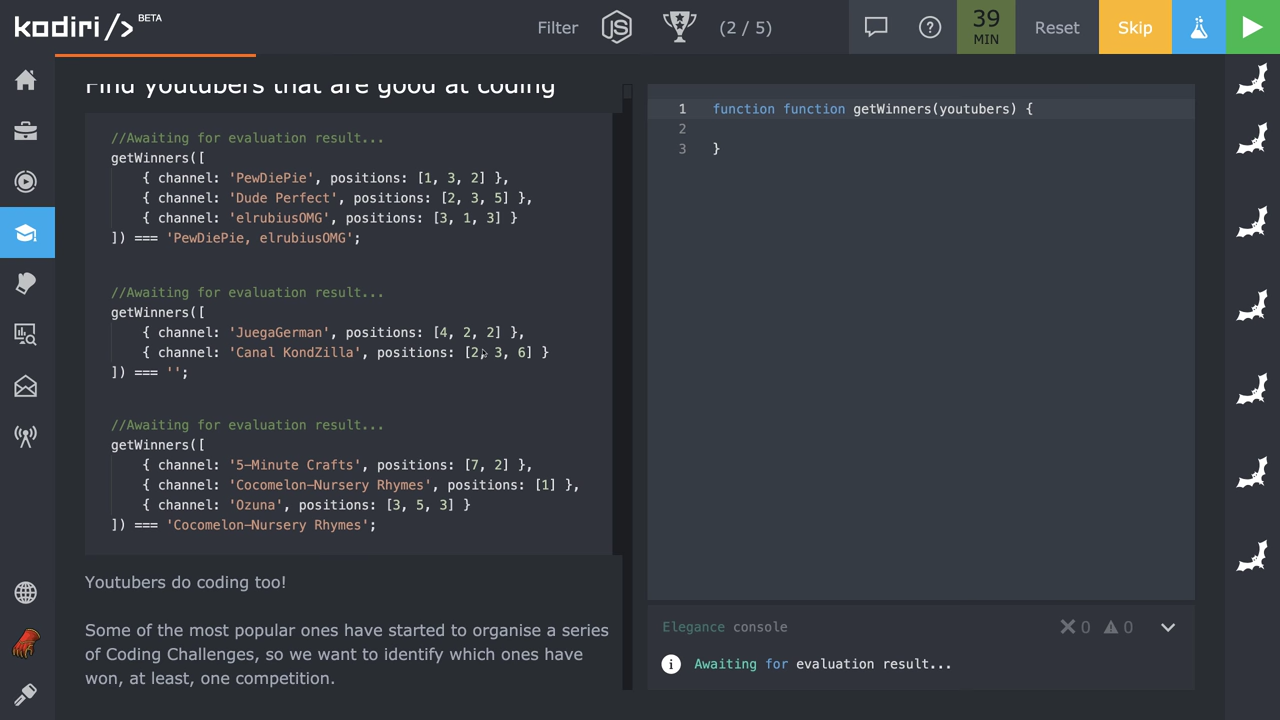 kodiri/> BETA
Filter
JS
(2 / 5)
39
MIN
Reset
Skip
Find youtubers that are good at coding
//Awaiting for evaluation result...
getWinners([
{ channel: 'PewDiePie', positions: [1, 3, 2] },
{ channel: 'Dude Perfect', positions: [2, 3, 5] },
{ channel: 'elrubiusOMG', positions: [3, 1, 3] }
]) === 'PewDiePie, elrubiusOMG';
//Awaiting for evaluation result...
getWinners([
{ channel: 'JuegaGerman', positions: [4, 2, 2] },
{ channel: 'Canal KondZilla', positions: [2, 3, 6] }
]) === '';
//Awaiting for evaluation result...
getWinners([
{ channel: '5-Minute Crafts', positions: [7, 2] },
{ channel: 'Cocomelon-Nursery Rhymes', positions: [1] },
{ channel: 'Ozuna', positions: [3, 5, 3] }
]) === 'Cocomelon-Nursery Rhymes';
Youtubers do coding too!
Some of the most popular ones have started to organise a series
of Coding Challenges, so we want to identify which ones have
won, at least, one competition.
1 function function getWinners(youtubers) {
2
3 }
Elegance console
0 0
Awaiting for evaluation result...